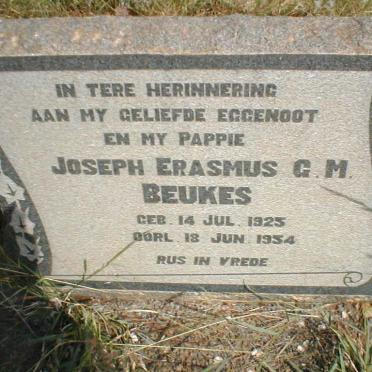 IN TERE HERINNERING
AAN MY GELIEFDE EGGENOOT
EN MY PAPPIE
JOSEPH ERASMUS G. M.
BEUKES
GEB. 14 JUL. 1925
OORL. 18 JUN. 1954
RUS IN VREDE